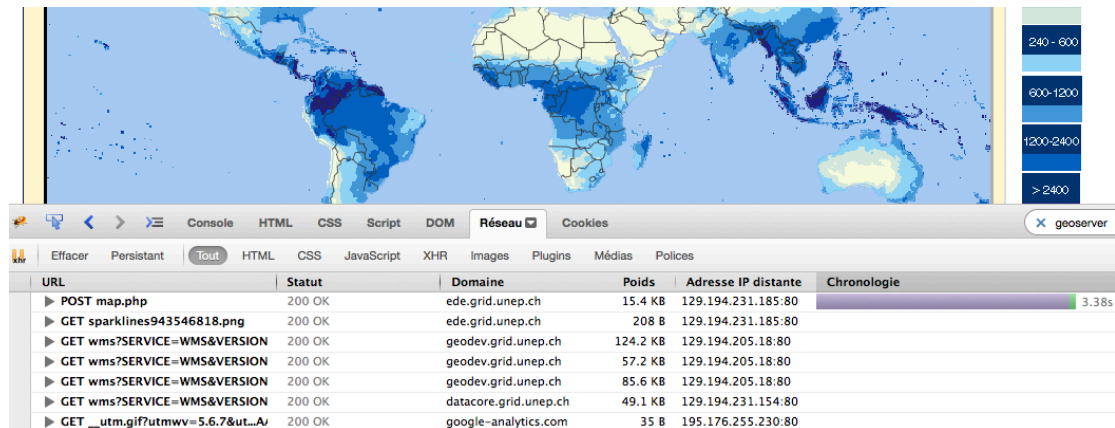 240 - 600
600-1200
1200-2400
> 2400
Console HTML CSS Script DOM Réseau Cookies geoserver
xhr Effacer Persistant Tout HTML CSS JavaScript XHR Images Plugins Médias Polices
URL Statut Domaine Poids Adresse IP distante Chronologie
POST map.php 200 OK ede.grid.unep.ch 15.4 KB 129.194.231.185:80 3.38s
GET sparklines943546818.png 200 OK ede.grid.unep.ch 208 B 129.194.231.185:80
GET wms?SERVICE=WMS&VERSION 200 OK geodev.grid.unep.ch 124.2 KB 129.194.205.18:80
GET wms?SERVICE=WMS&VERSION 200 OK geodev.grid.unep.ch 57.2 KB 129.194.205.18:80
GET wms?SERVICE=WMS&VERSION 200 OK geodev.grid.unep.ch 85.6 KB 129.194.205.18:80
GET wms?SERVICE=WMS&VERSION 200 OK datacore.grid.unep.ch 49.1 KB 129.194.231.154:80
GET __utm.gif?utmwv=5.6.7&ut...A/ 200 OK google-analytics.com 35 B 195.176.255.230:80